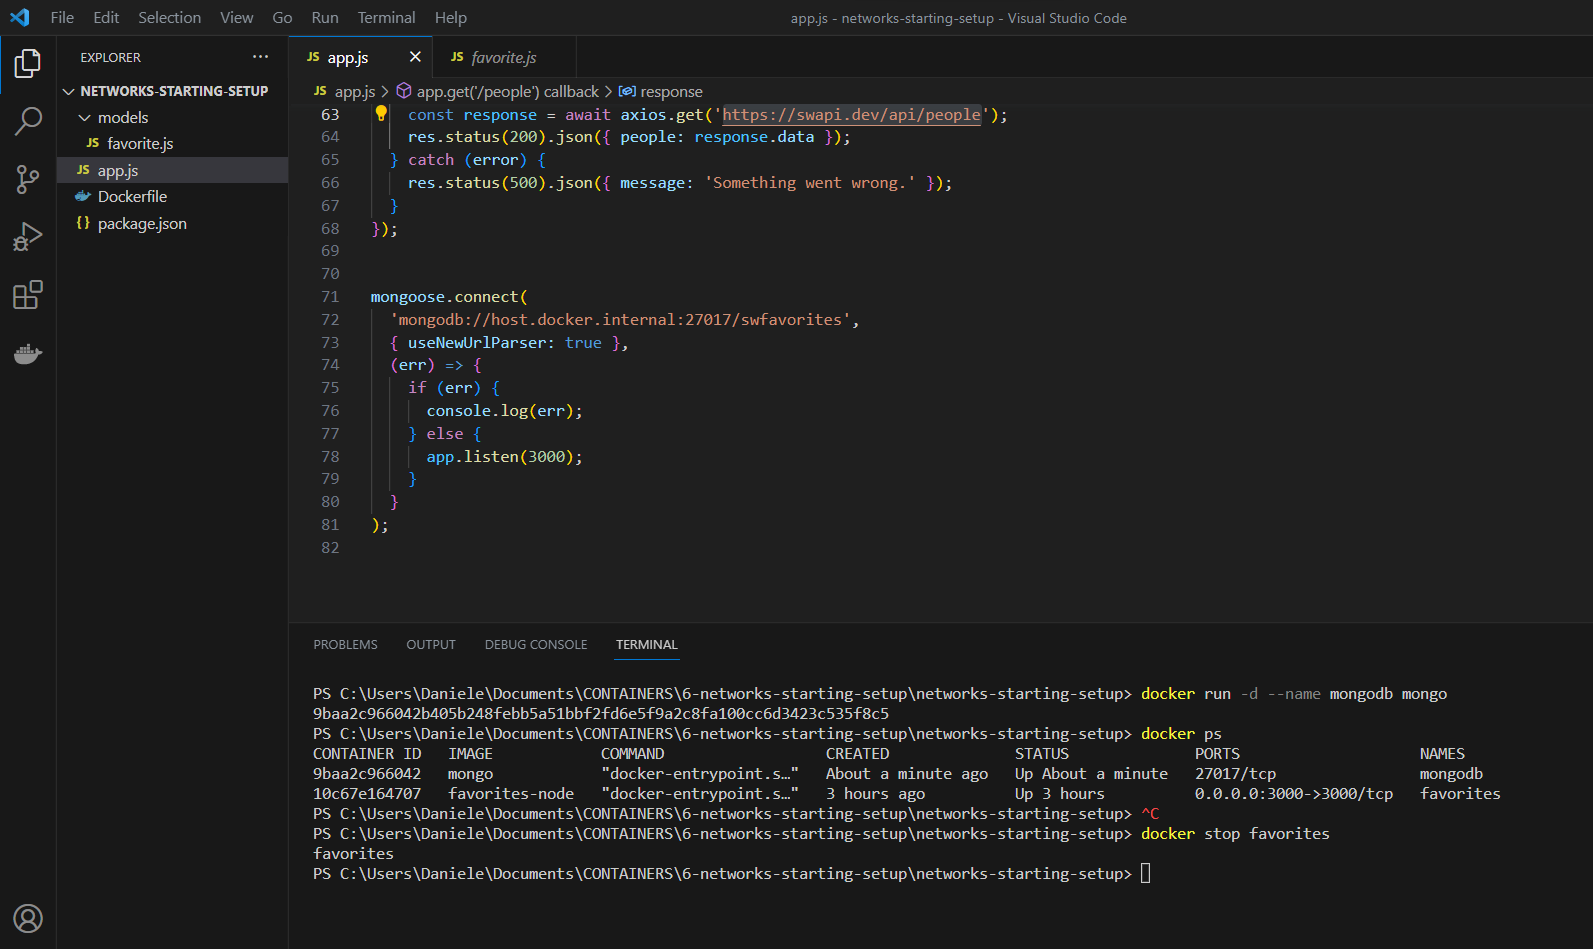 File Edit Selection View Go Run Terminal Help
app.js - networks-starting-setup - Visual Studio Code
EXPLORER ...
NETWORKS-STARTING-SETUP
models
JS favorite.js
JS app.js
Dockerfile
{} package.json
JS app.js ×
JS favorite.js
JS app.js > app.get('/people') callback > response
63 const response = await axios.get('https://swapi.dev/api/people');
64 res.status(200).json({ people: response.data });
65 } catch (error) {
66 res.status(500).json({ message: 'Something went wrong.' });
67 }
68 });
69
70
71 mongoose.connect(
72 'mongodb://host.docker.internal:27017/swfavorites',
73 { useNewUrlParser: true },
74 (err) => {
75 if (err) {
76 console.log(err);
77 } else {
78 app.listen(3000);
79 }
80 }
81 );
82
PROBLEMS OUTPUT DEBUG CONSOLE TERMINAL
PS C:\Users\Daniele\Documents\CONTAINERS\6-networks-starting-setup\networks-starting-setup> docker run -d --name mongodb mongo
9baa2c966042b405b248febb5a51bbf2fd6e5f9a2c8fa100cc6d3423c535f8c5
PS C:\Users\Daniele\Documents\CONTAINERS\6-networks-starting-setup\networks-starting-setup> docker ps
CONTAINER ID IMAGE COMMAND CREATED STATUS PORTS NAMES
9baa2c966042 mongo "docker-entrypoint.s…" About a minute ago Up About a minute 27017/tcp mongodb
10c67e164707 favorites-node "docker-entrypoint.s…" 3 hours ago Up 3 hours 0.0.0.0:3000->3000/tcp favorites
PS C:\Users\Daniele\Documents\CONTAINERS\6-networks-starting-setup\networks-starting-setup> ^C
PS C:\Users\Daniele\Documents\CONTAINERS\6-networks-starting-setup\networks-starting-setup> docker stop favorites
favorites
PS C:\Users\Daniele\Documents\CONTAINERS\6-networks-starting-setup\networks-starting-setup>